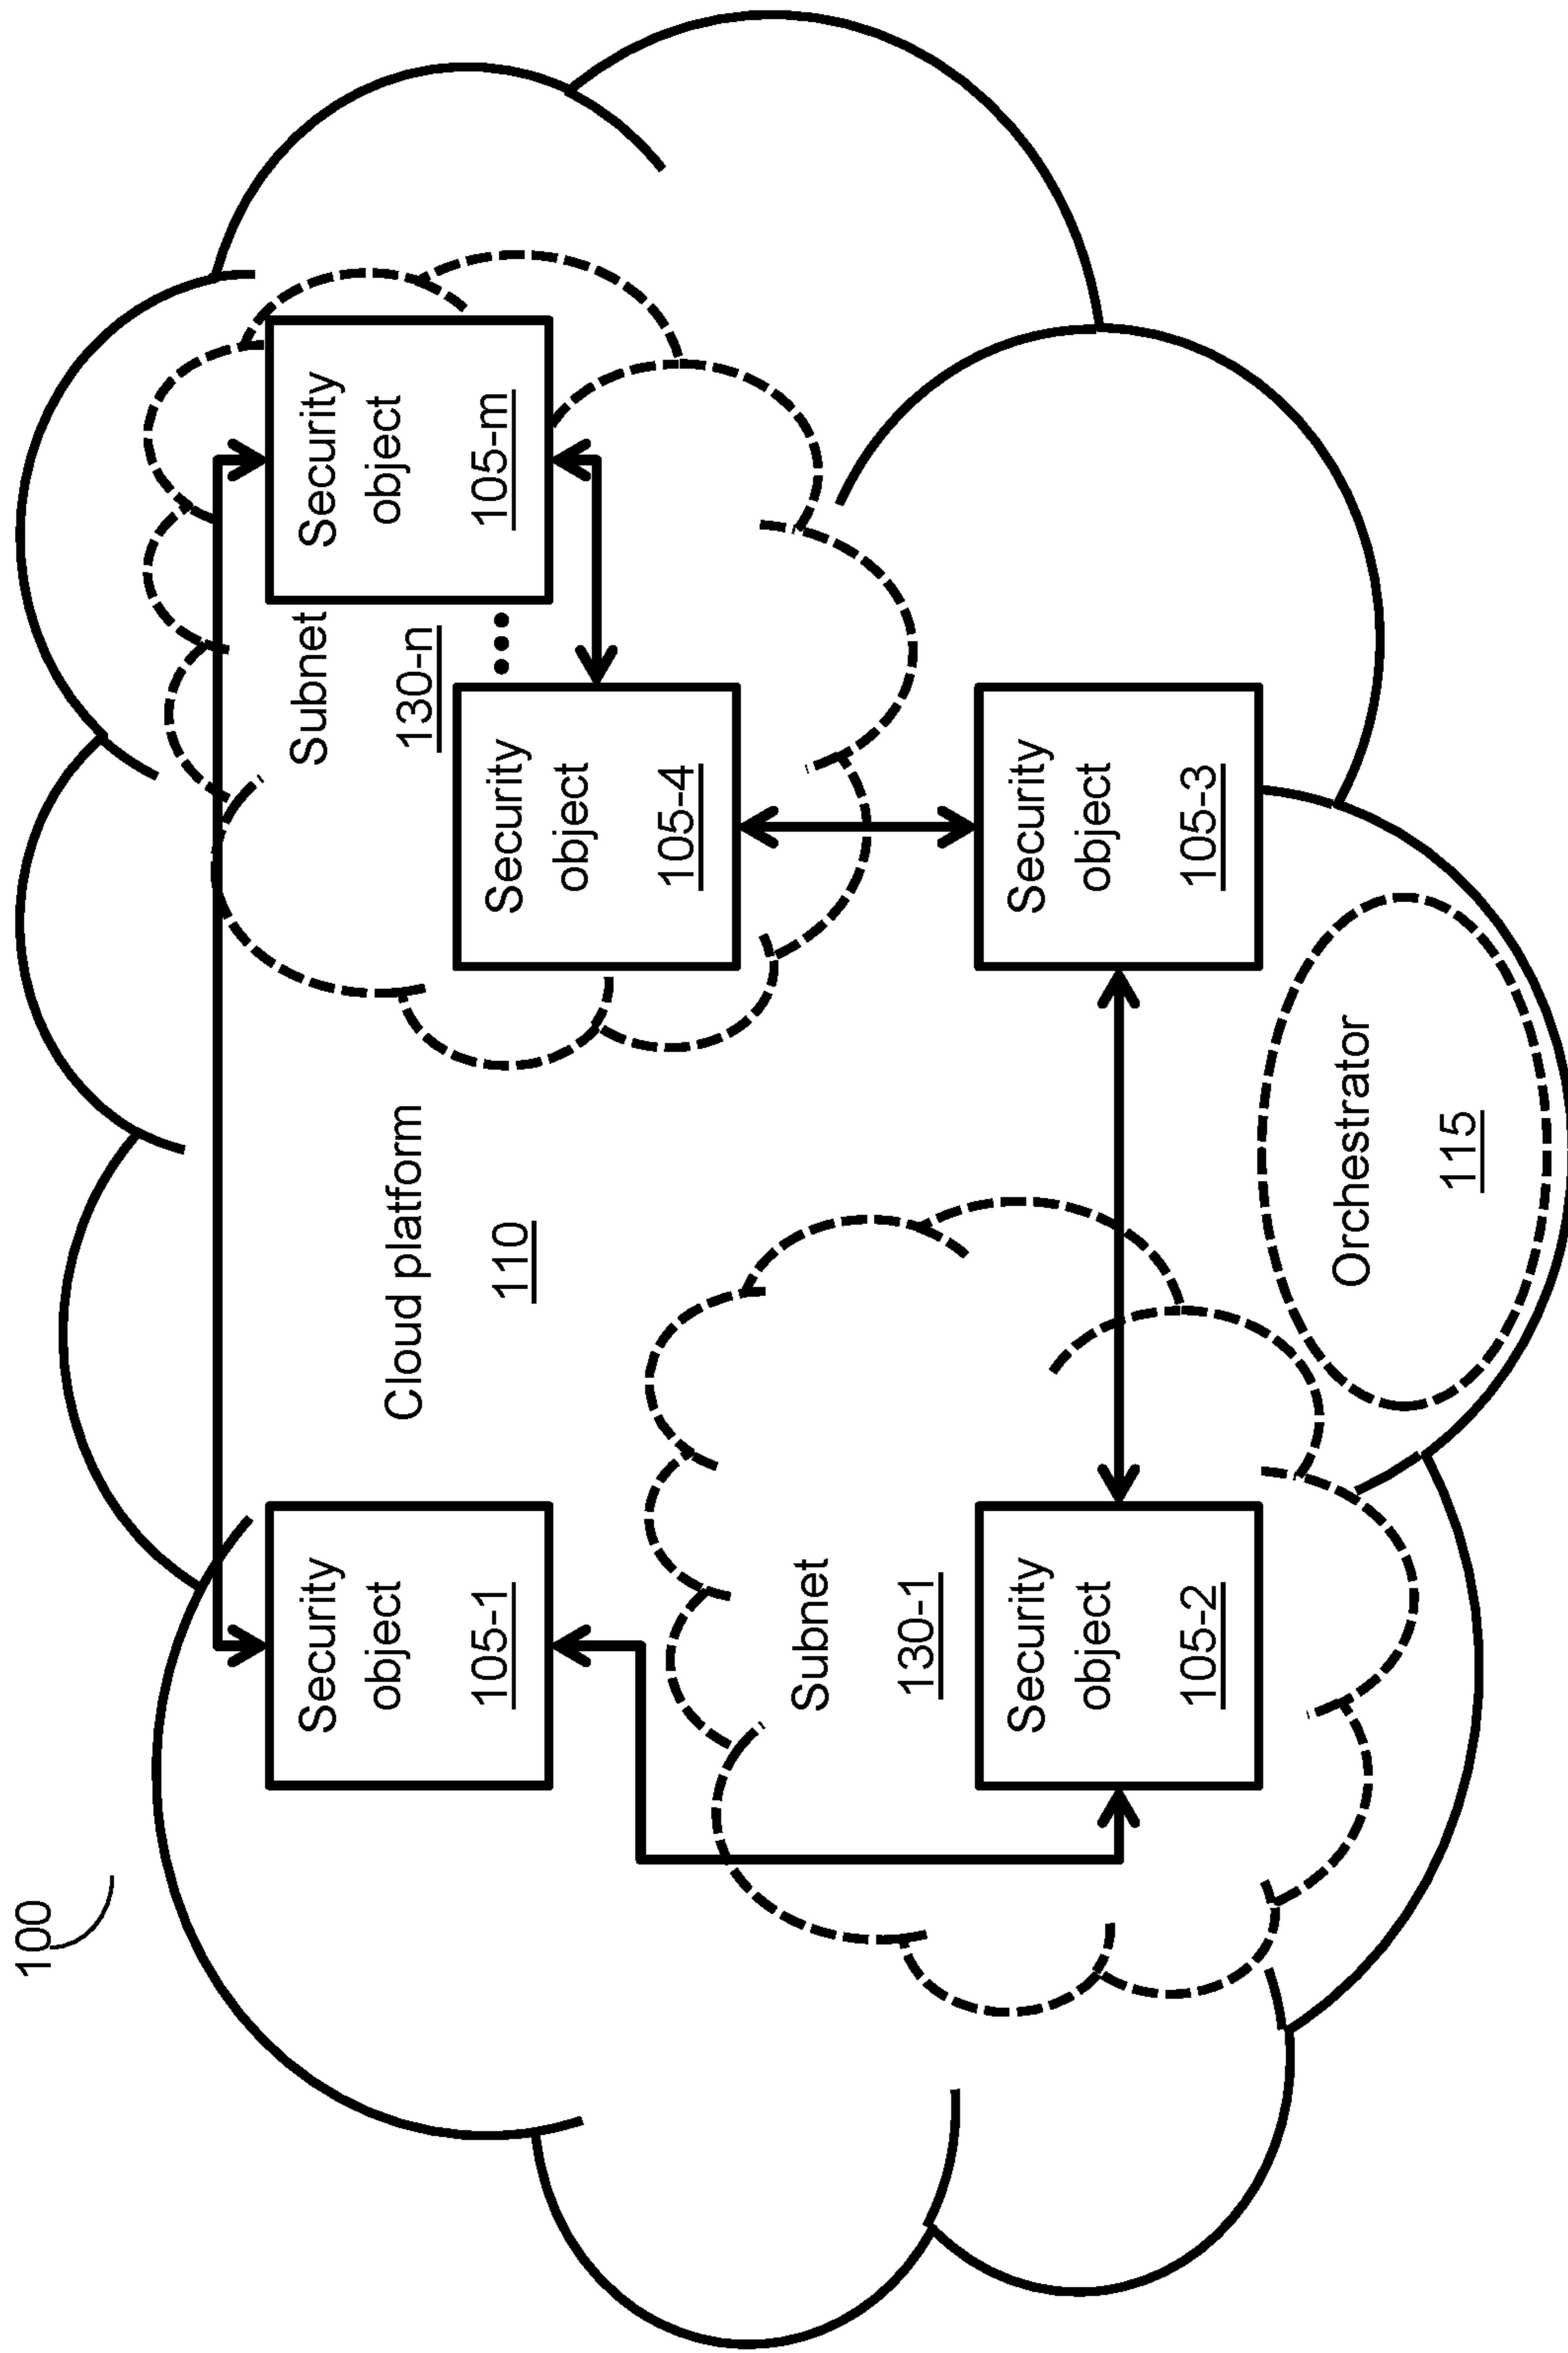 100
Security
object
105-1
Cloud platform
110
Subnet
130-n
Security
object
105-m
Security
object
105-4
Subnet
130-1
Security
object
105-2
Security
object
105-3
Orchestrator
115